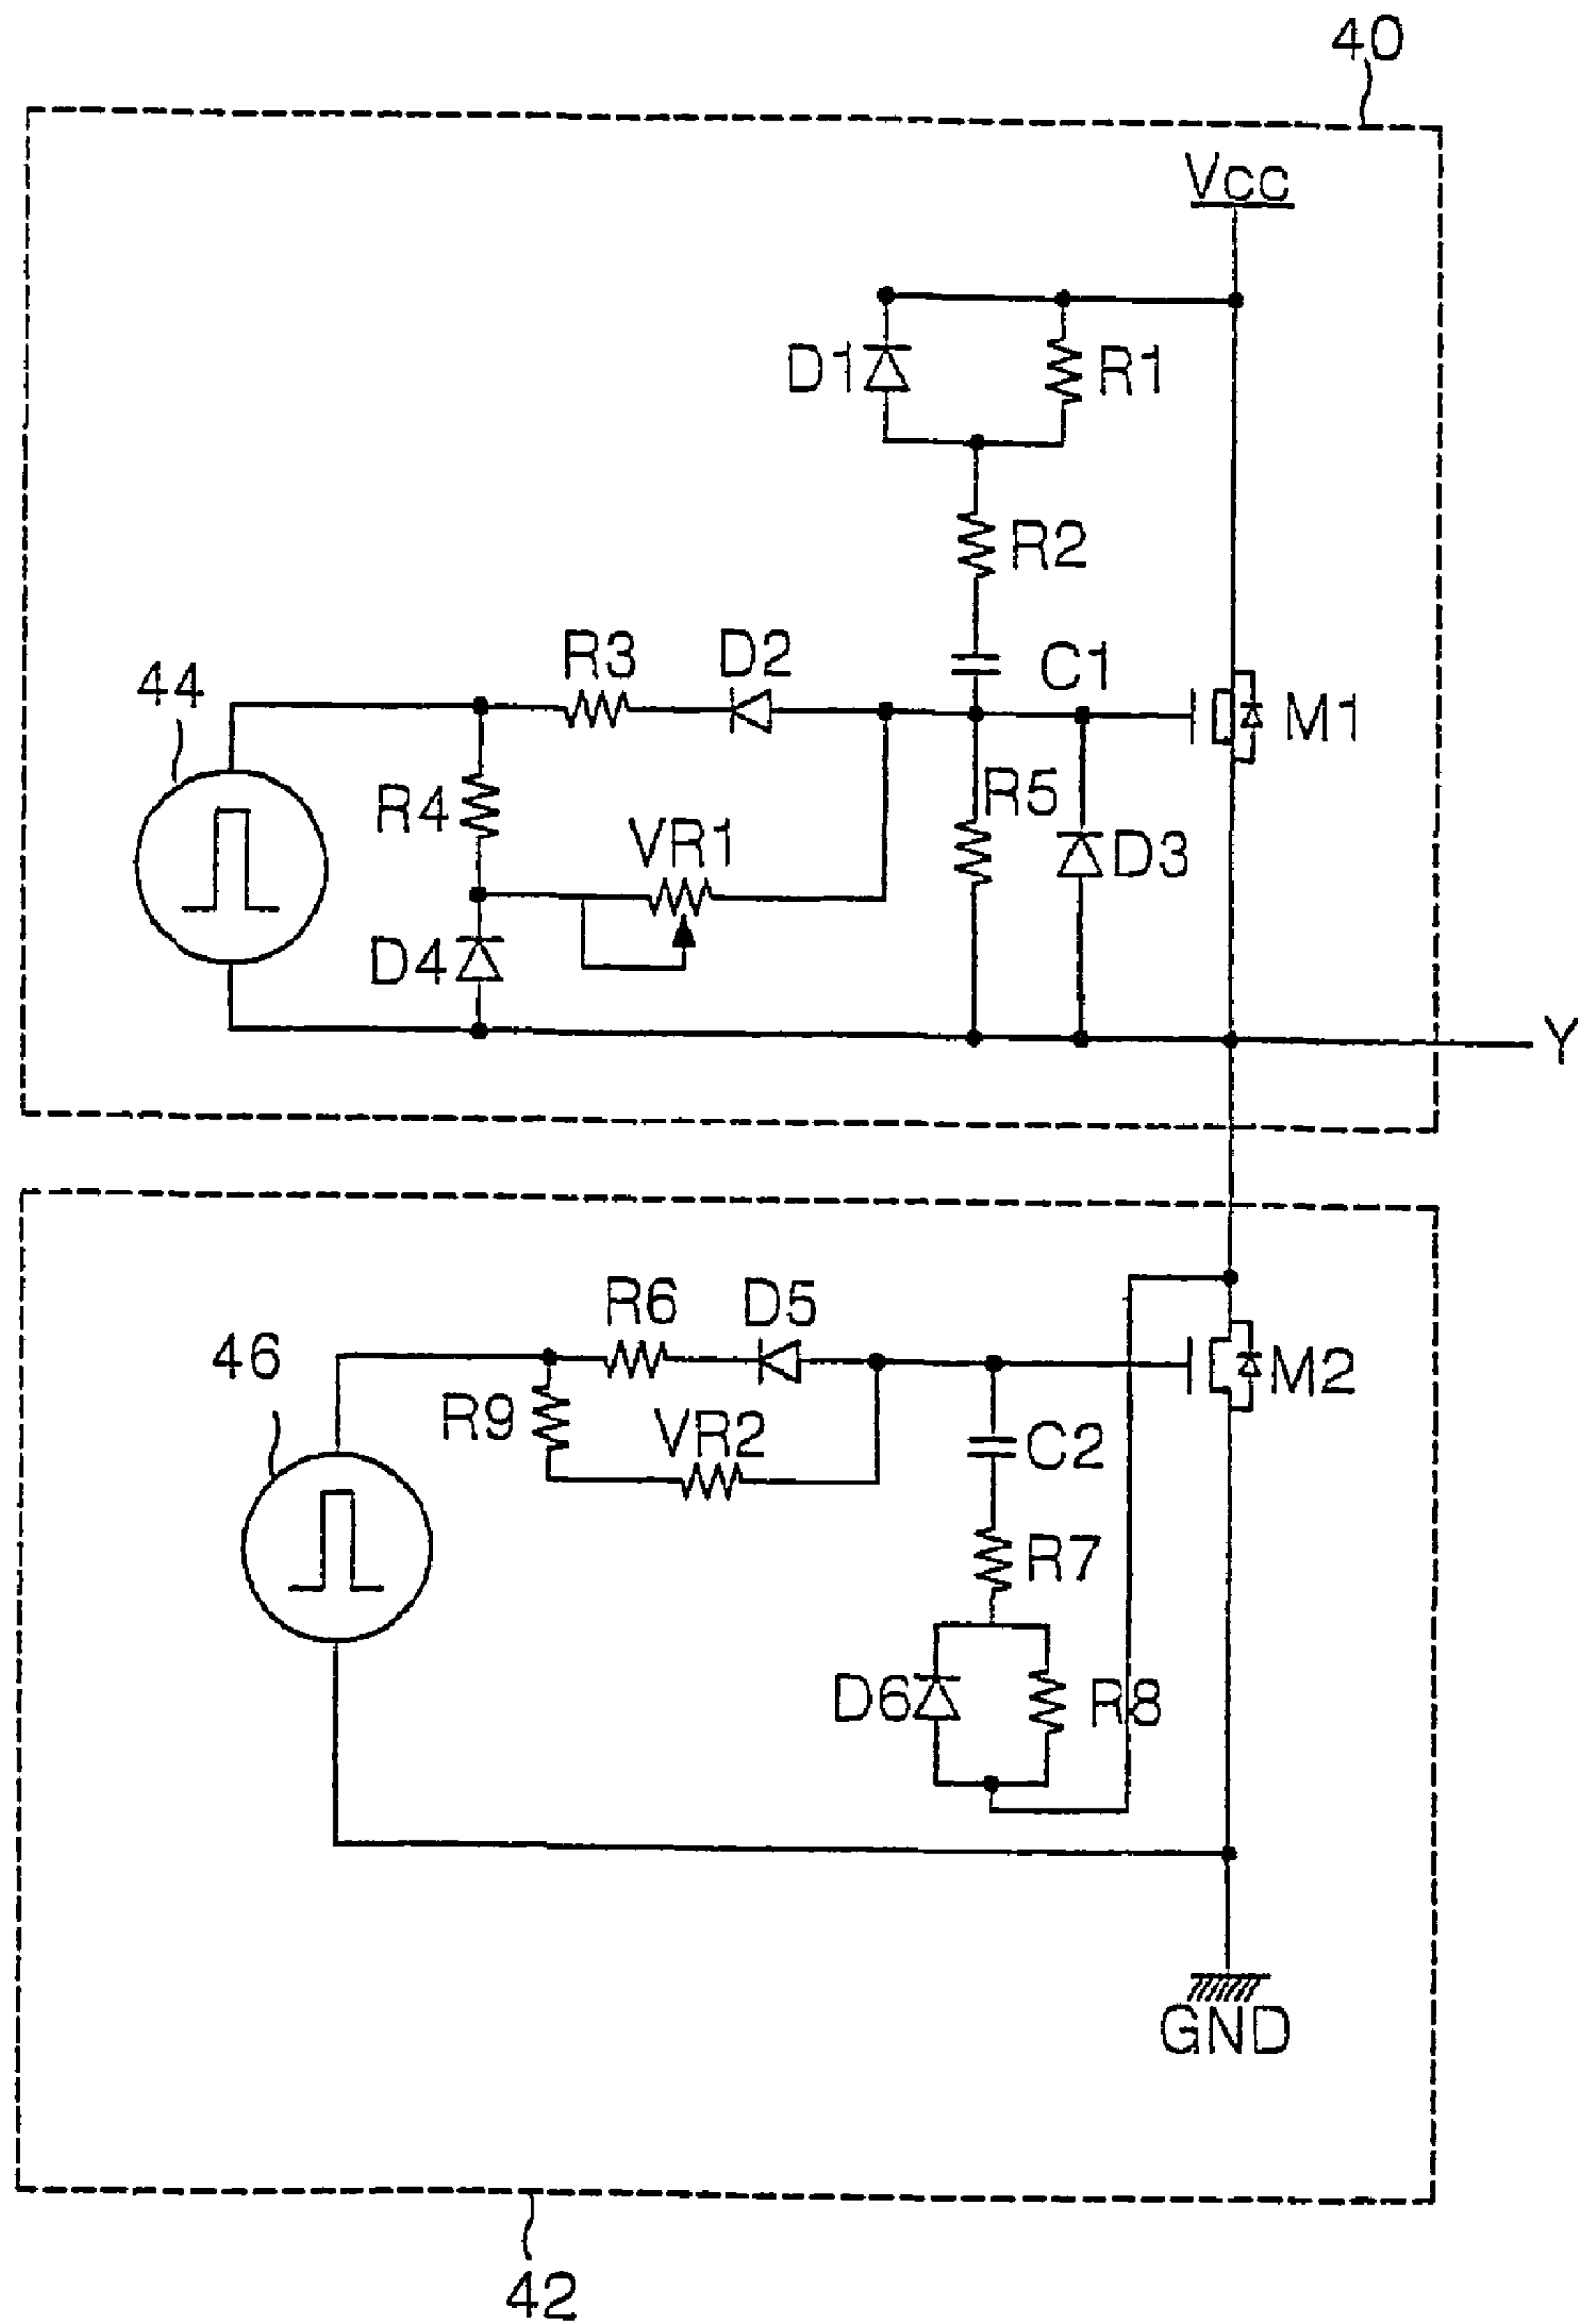 40
Vcc
D1
R1
R2
R3
D2
C1
44
M1
R4
VR1
R5
D3
D4
Y
R6
D5
46
M2
R9
VR2
C2
R7
D6
R8
GND
42